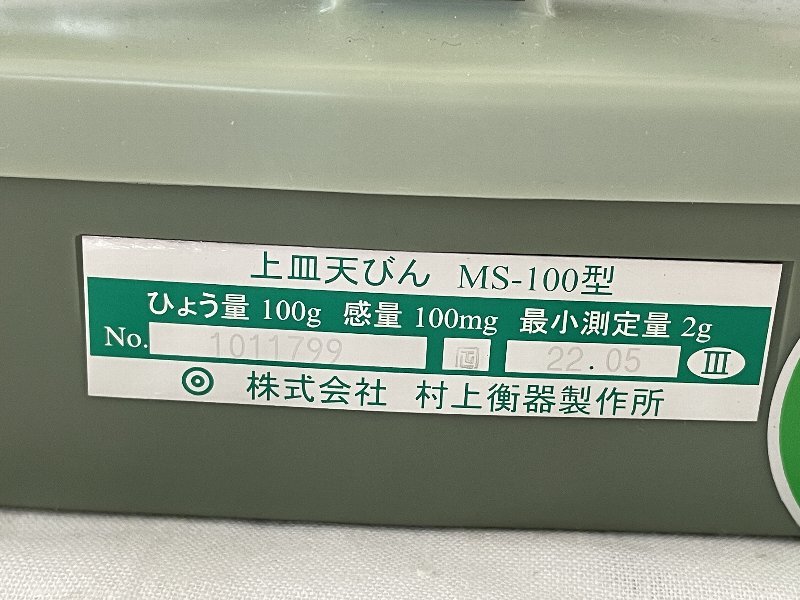 上皿天びん MS-100型
ひょう量 100g 感量 100mg 最小測定量 2g
No. 1011799 22.05 III
株式会社 村上衡器製作所